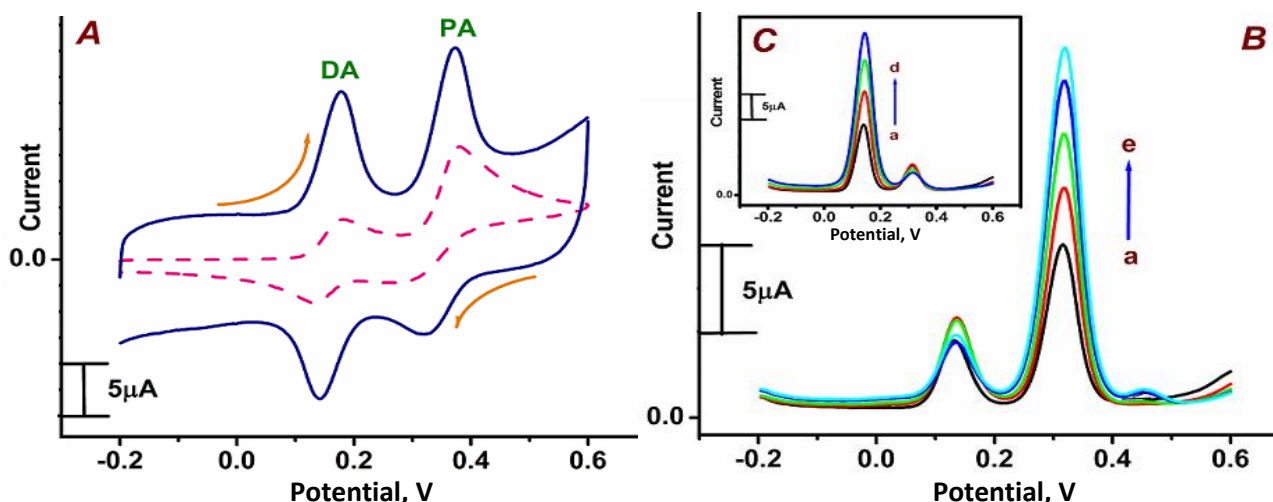 A
DA
PA
Current
0.0
5µA
-0.2 0.0 0.2 0.4 0.6
Potential, V
C
d
a
5µA
Current
0.0
-0.2 0.0 0.2 0.4 0.6
Potential, V
B
e
a
Current
5µA
0.0
-0.2 0.0 0.2 0.4 0.6
Potential, V